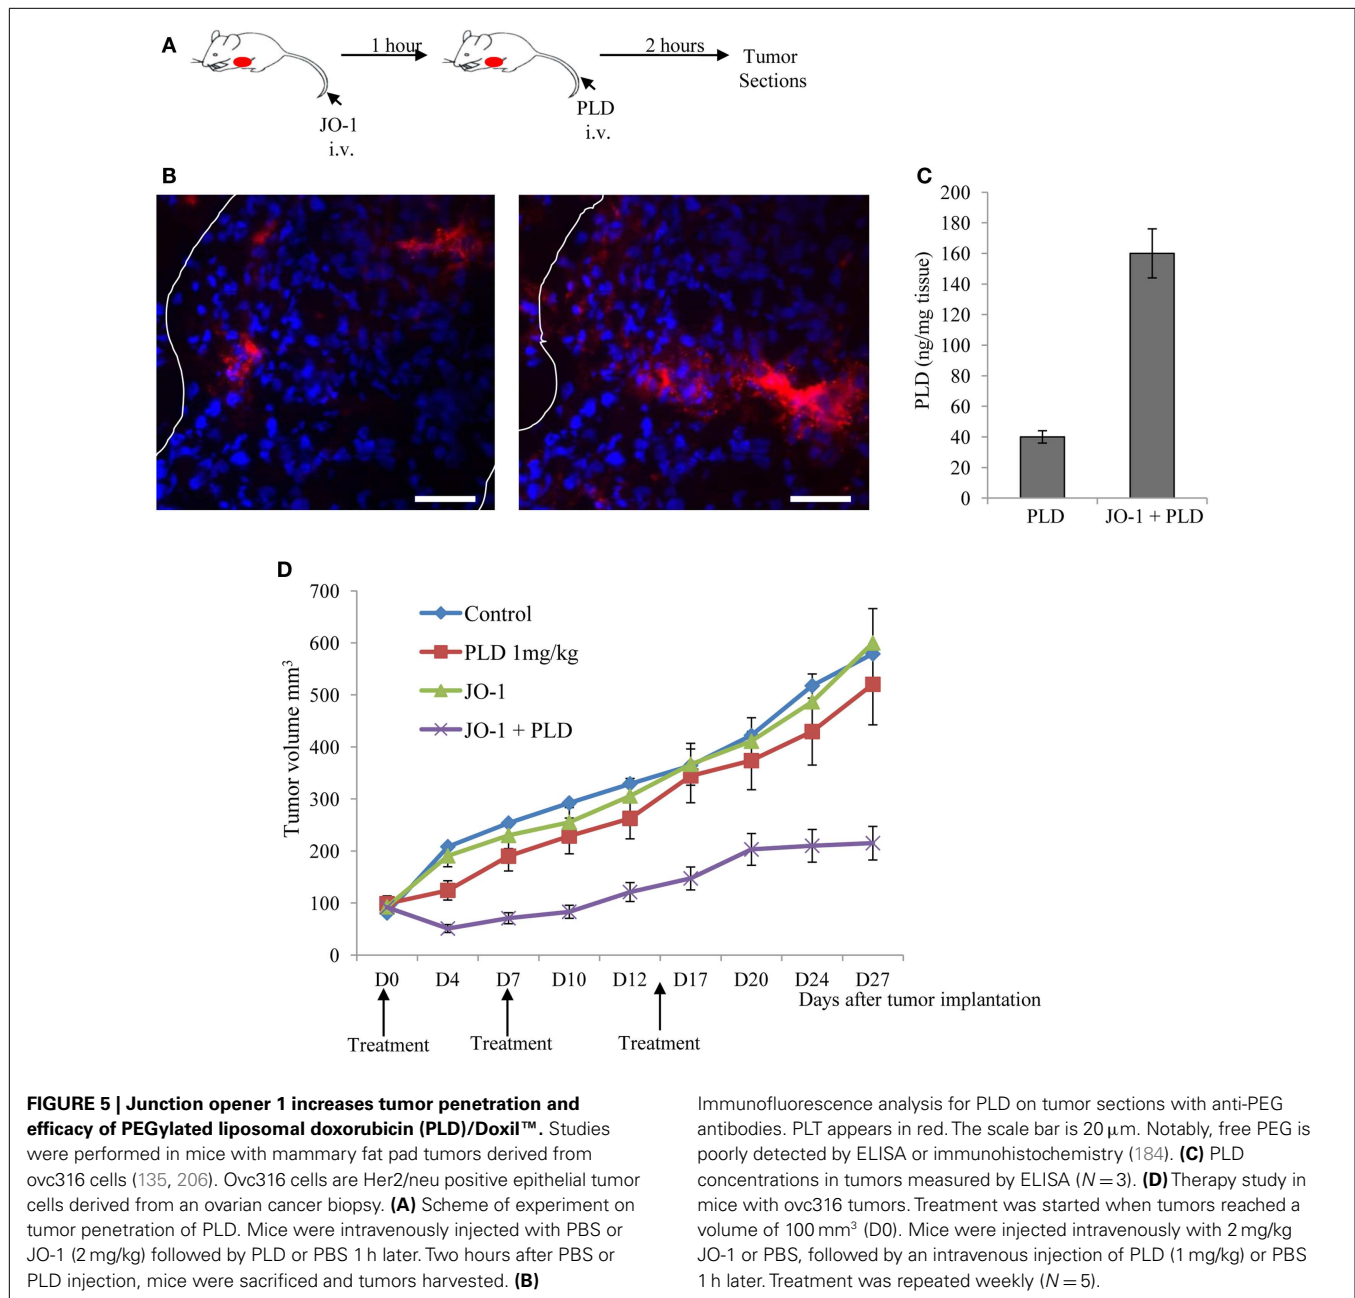 A
1 hour
2 hours
Tumor
Sections
JO-1
i.v.
PLD
i.v.
B
C
200
180
160
140
120
100
80
60
40
20
0
PLD (ng/mg tissue)
PLD
JO-1 + PLD
D
700
600
500
400
300
200
100
0
Tumor volume mm³
Control
PLD 1mg/kg
JO-1
JO-1 + PLD
D0 D4 D7 D10 D12 D17 D20 D24 D27
Days after tumor implantation
Treatment
Treatment
Treatment
FIGURE 5 | Junction opener 1 increases tumor penetration and
efficacy of PEGylated liposomal doxorubicin (PLD)/Doxil™. Studies
were performed in mice with mammary fat pad tumors derived from
ovc316 cells (135, 206). Ovc316 cells are Her2/neu positive epithelial tumor
cells derived from an ovarian cancer biopsy. (A) Scheme of experiment on
tumor penetration of PLD. Mice were intravenously injected with PBS or
JO-1 (2 mg/kg) followed by PLD or PBS 1 h later. Two hours after PBS or
PLD injection, mice were sacrificed and tumors harvested. (B)
Immunofluorescence analysis for PLD on tumor sections with anti-PEG
antibodies. PLT appears in red. The scale bar is 20 μm. Notably, free PEG is
poorly detected by ELISA or immunohistochemistry (184). (C) PLD
concentrations in tumors measured by ELISA (N = 3). (D) Therapy study in
mice with ovc316 tumors. Treatment was started when tumors reached a
volume of 100 mm³ (D0). Mice were injected intravenously with 2 mg/kg
JO-1 or PBS, followed by an intravenous injection of PLD (1 mg/kg) or PBS
1 h later. Treatment was repeated weekly (N = 5).